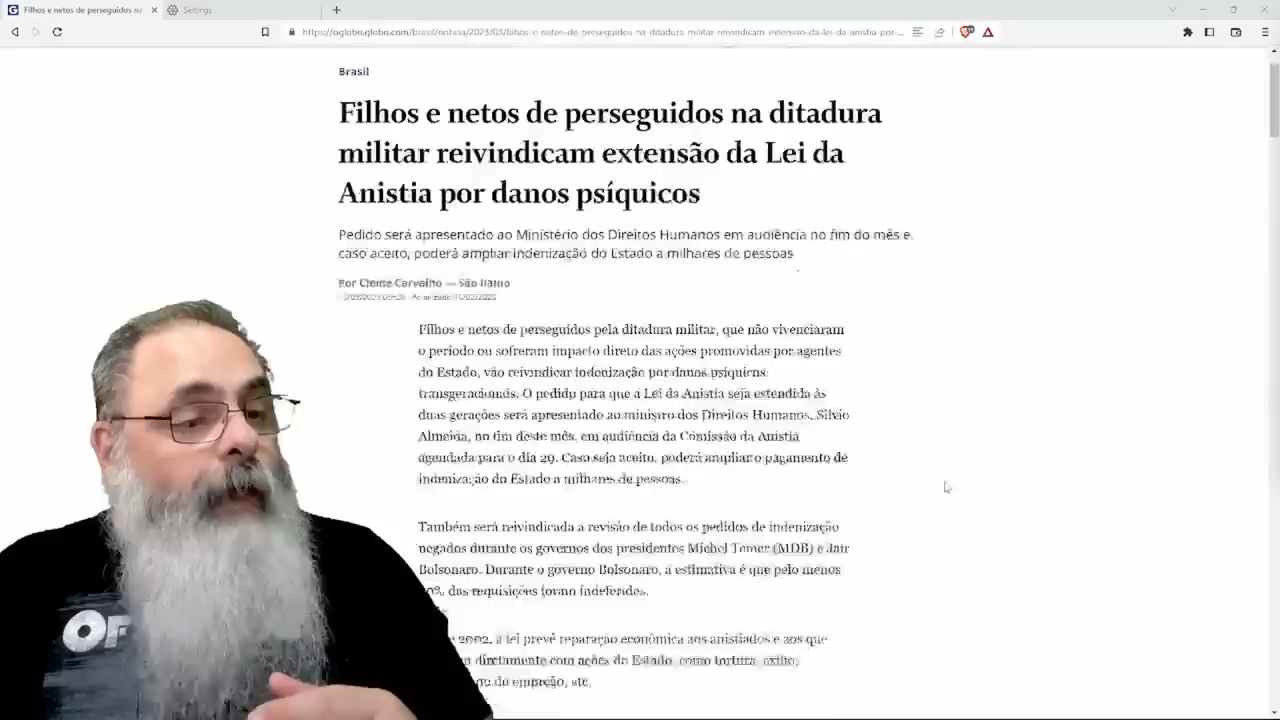 Filhos e netos de perseguidos na
Settings
https://oglobo.globo.com/brasil/noticia/2023/03/filhos-e-netos-de-perseguidos-na-ditadura-militar-reivindicam-extensao-da-lei-da-anistia-por-...
Brasil
Filhos e netos de perseguidos na ditadura
militar reivindicam extensão da Lei da
Anistia por danos psíquicos
Pedido será apresentado ao Ministério dos Direitos Humanos em audiência no fim do mês e,
caso aceito, poderá ampliar indenização do Estado a milhares de pessoas
Por Cleide Carvalho — São Paulo
Filhos e netos de perseguidos pela ditadura militar, que não vivenciaram
o período ou sofreram impacto direto das ações promovidas por agentes
do Estado, vão reivindicar indenização por danos psíquicos
transgeracionais. O pedido para que a Lei da Anistia seja estendida às
duas gerações será apresentado ao ministro dos Direitos Humanos, Silvio
Almeida, no fim deste mês, em audiência da Comissão da Anistia
agendada para o dia 29. Caso seja aceito, poderá ampliar o pagamento de
indenização do Estado a milhares de pessoas.
Também será reivindicada a revisão de todos os pedidos de indenização
negados durante os governos dos presidentes Michel Temer (MDB) e Jair
Bolsonaro. Durante o governo Bolsonaro, a estimativa é que pelo menos
0% das requisições foram indeferidas.
2002, a lei prevê reparação econômica aos anistiados e aos que
diretamente com ações do Estado, como tortura, exílio,
de emprego, etc.
OF